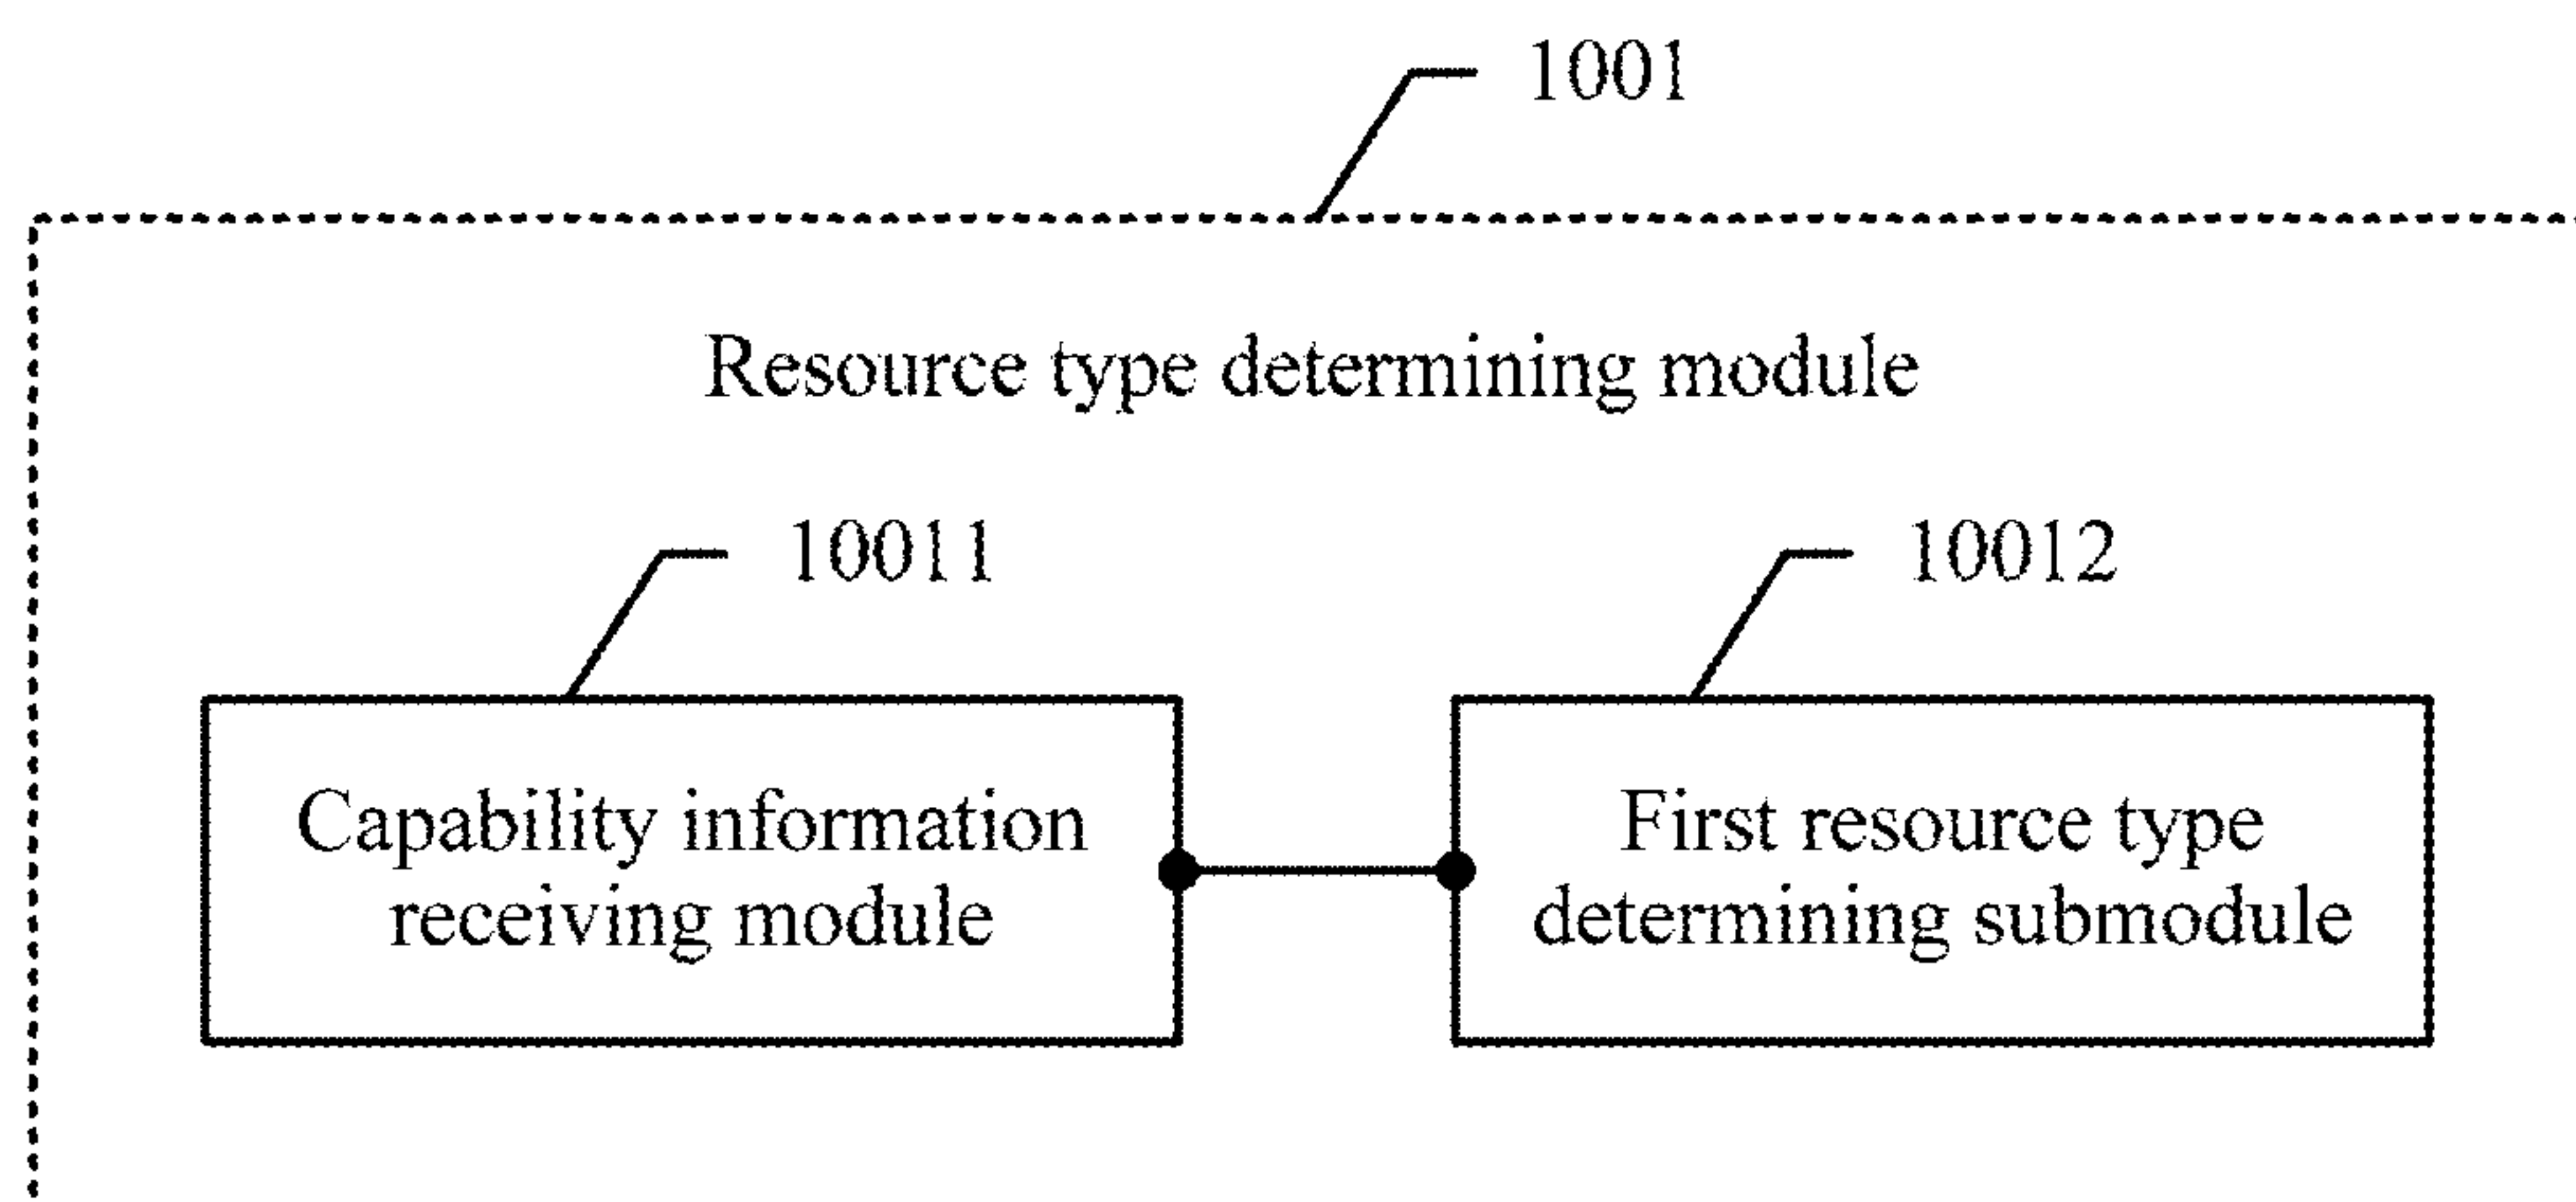 1001
Resource type determining module
10011
10012
Capability information
receiving module
First resource type
determining submodule